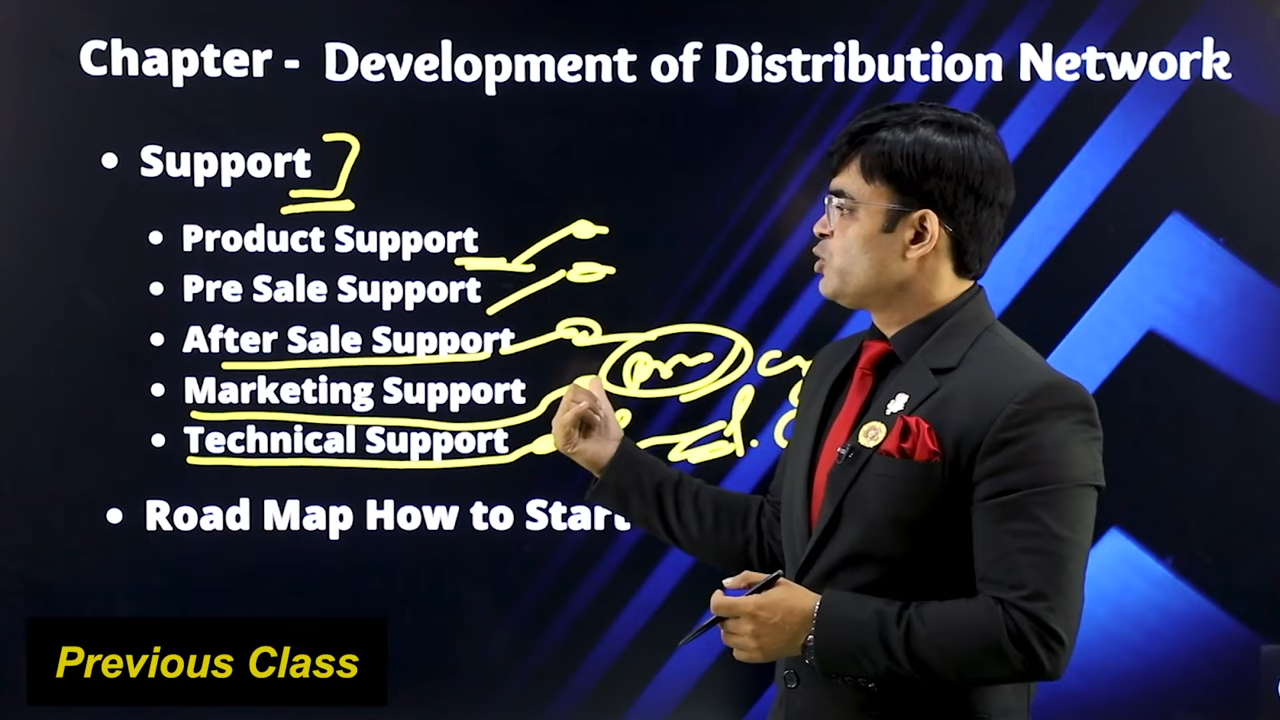 Chapter - Development of Distribution Network
• Support
• Product Support
• Pre Sale Support
• After Sale Support
• Marketing Support
• Technical Support
• Road Map How to Start
Previous Class